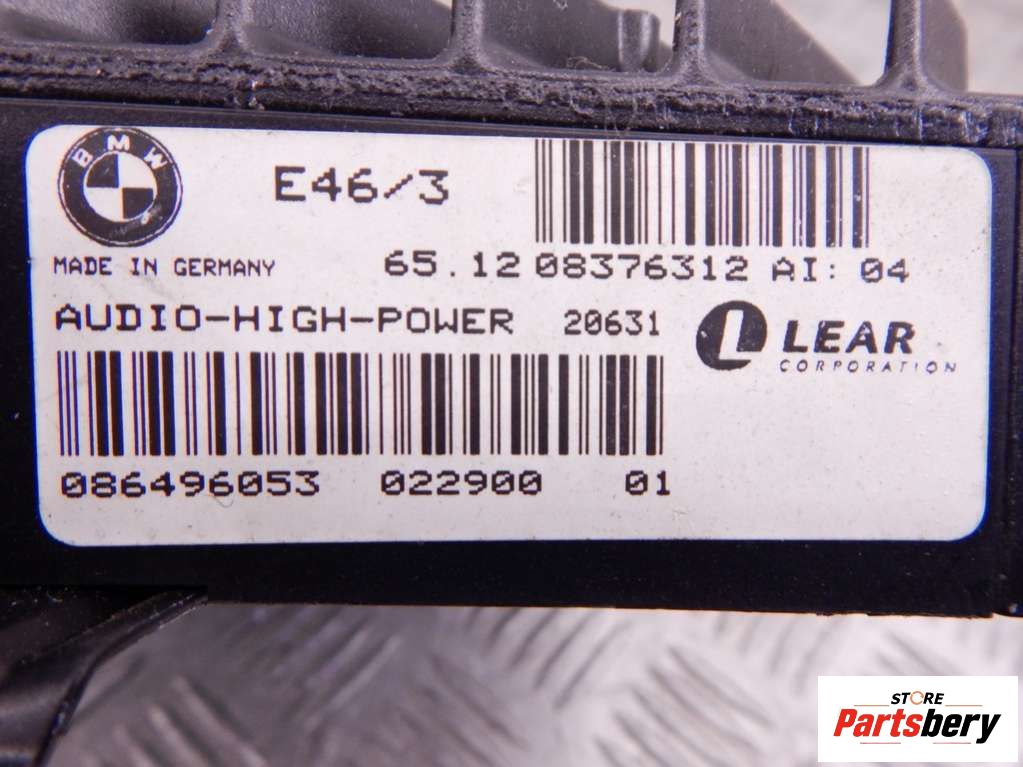 BMW
E46/3
MADE IN GERMANY
65.12 08376312 AI: 04
AUDIO-HIGH-POWER 20631
LEAR
CORPORATION
086496053 022900 01
STORE
Partsbery